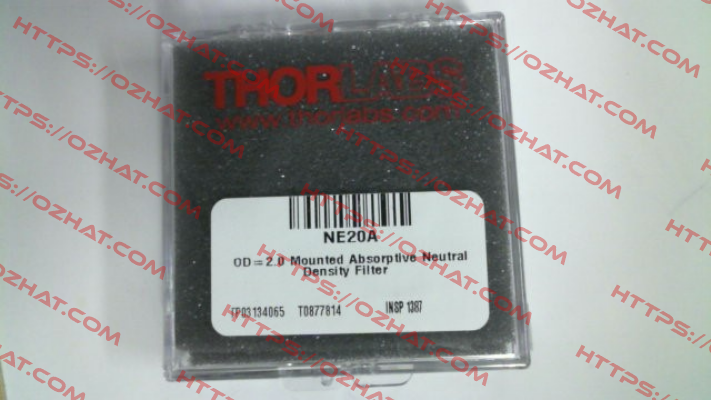 THORLABS
www.thorlabs.com
NE20A
OD=2.0 Mounted Absorptive Neutral
Density Filter
TP03134065 T0877814 INSP 1387
HTTPS://OZHAT.COM